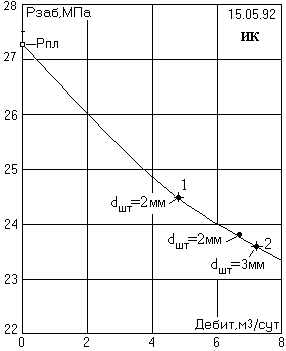 28
Рзаб,МПа
15.05.92
ИК
Рпл
27
26
25
1
dшт=2мм
24
dшт=2мм
2
dшт=3мм
23
Дебит,м3/сут
22
0
2
4
6
8